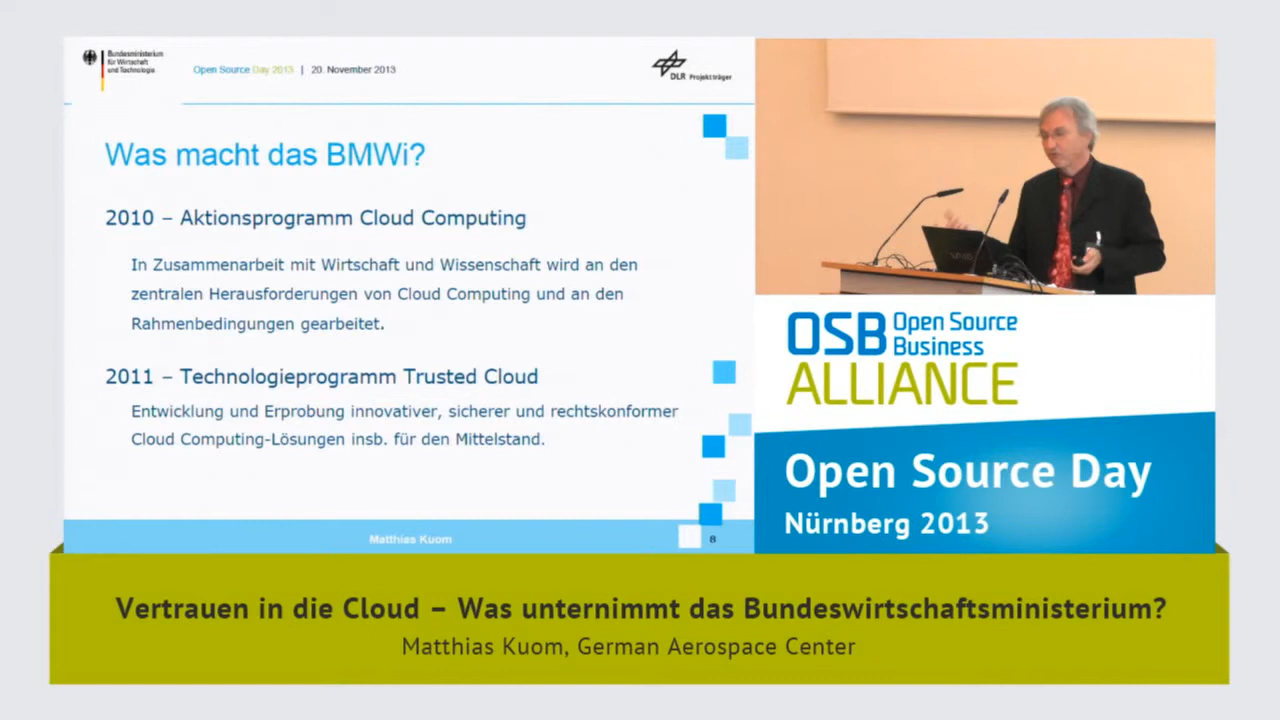 Bundesministerium
für Wirtschaft
und Technologie
Open Source Day 2013 | 20. November 2013
DLR Projektträger
Was macht das BMWi?
2010 – Aktionsprogramm Cloud Computing
In Zusammenarbeit mit Wirtschaft und Wissenschaft wird an den
zentralen Herausforderungen von Cloud Computing und an den
Rahmenbedingungen gearbeitet.
2011 – Technologieprogramm Trusted Cloud
Entwicklung und Erprobung innovativer, sicherer und rechtskonformer
Cloud Computing-Lösungen insb. für den Mittelstand.
Matthias Kuom
8
OSB Open Source
Business
ALLIANCE
Open Source Day
Nürnberg 2013
Vertrauen in die Cloud – Was unternimmt das Bundeswirtschaftsministerium?
Matthias Kuom, German Aerospace Center